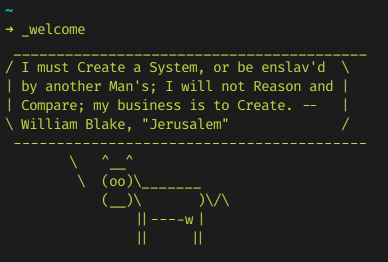 ~
→ _welcome
 _________________________________________
/ I must Create a System, or be enslav'd  \
| by another Man's; I will not Reason and |
| Compare; my business is to Create. --   |
\ William Blake, "Jerusalem"              /
 -----------------------------------------
        \   ^__^
         \  (oo)\_______
            (__)\       )\/\
                ||----w |
                ||     ||